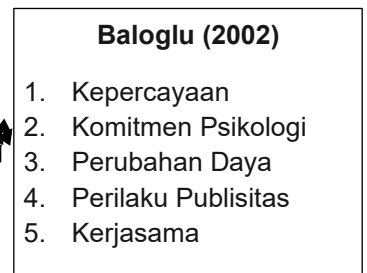 Baloglu (2002)
1. Kepercayaan
2. Komitmen Psikologi
3. Perubahan Daya
4. Perilaku Publisitas
5. Kerjasama